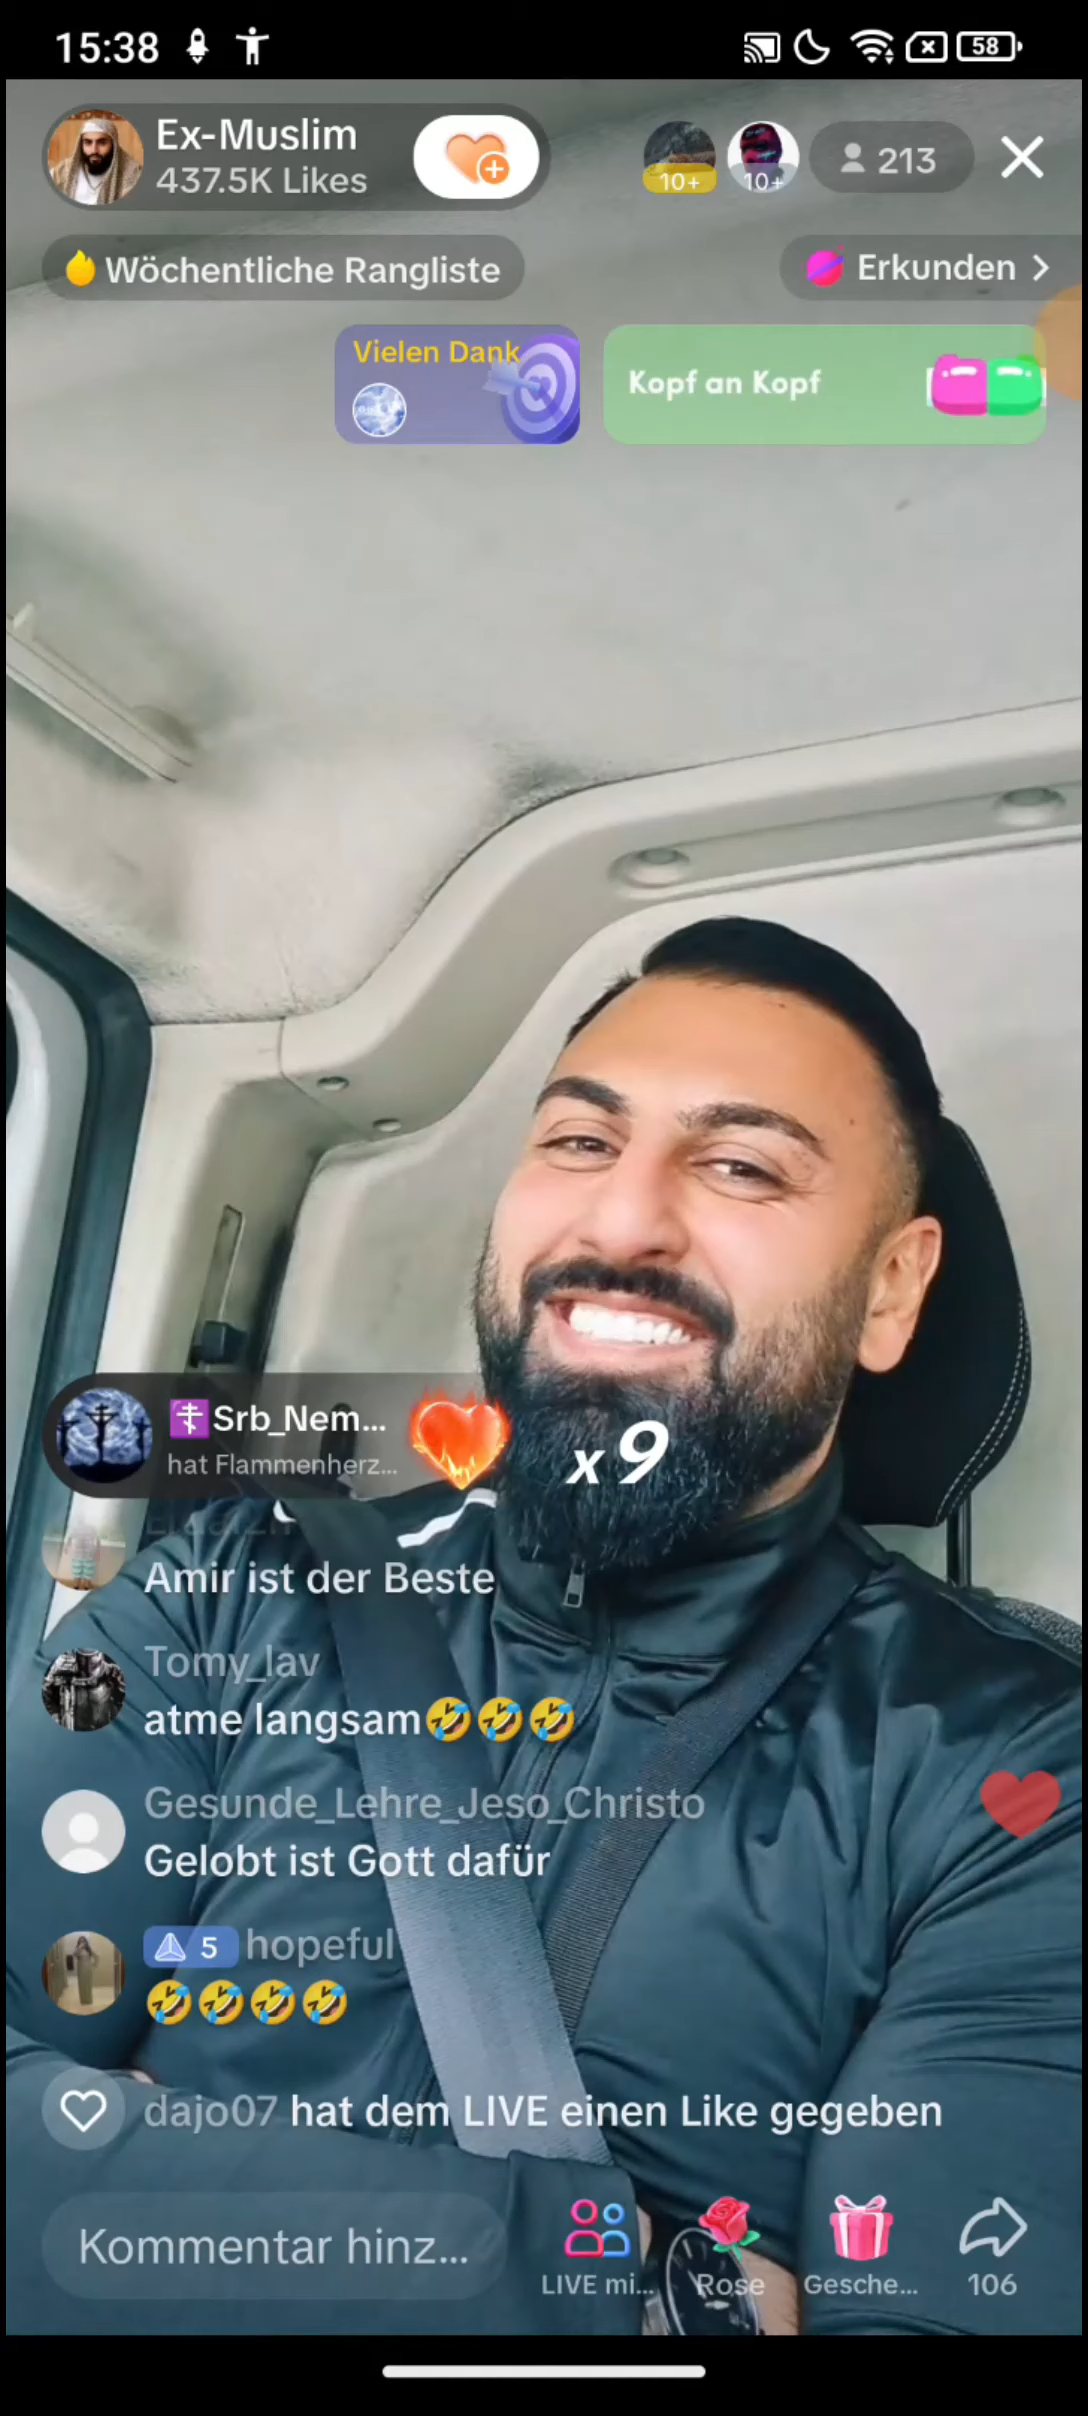 15:38
58
Ex-Muslim
437.5K Likes
10+
10+
213
Wöchentliche Rangliste
Erkunden
Vielen Dank
Kopf an Kopf
Srb_Nem...
hat Flammenherz...
x9
Amir ist der Beste
Tomy_lav
atme langsam🤣🤣🤣
Gesunde_Lehre_Jeso_Christo
Gelobt ist Gott dafür
5 hopeful
🤣🤣🤣🤣
dajo07 hat dem LIVE einen Like gegeben
Kommentar hinz...
LIVE mi...
Rose
Gesche...
106